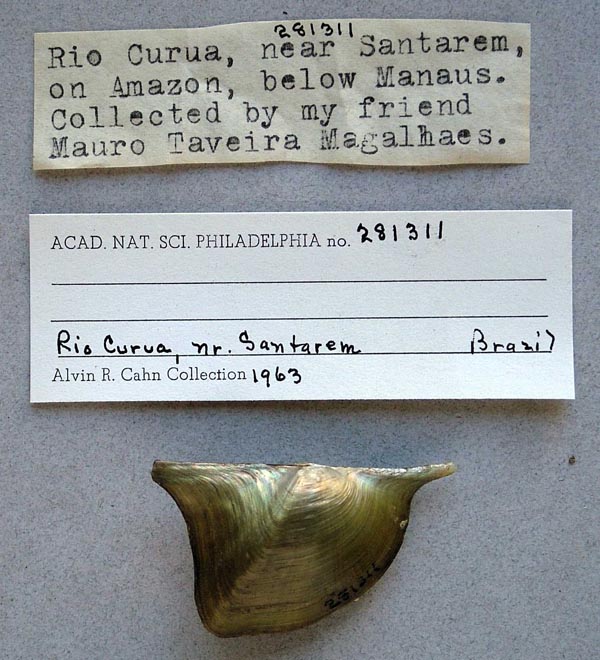 281311
Rio Curua, near Santarem,
on Amazon, below Manaus.
Collected by my friend
Mauro Taveira Magalhaes.
ACAD. NAT. SCI. PHILADELPHIA no. 281311
Rio Curua, nr. Santarem Brazil
Alvin R. Cahn Collection 1963
281311